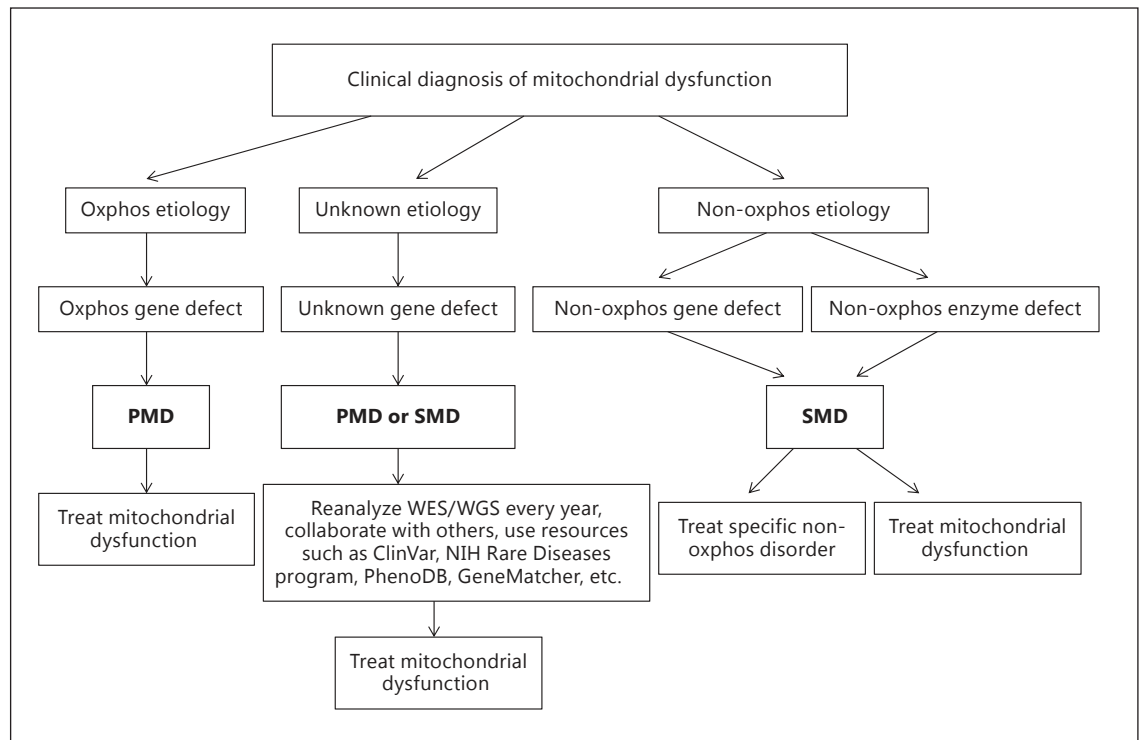 Clinical diagnosis of mitochondrial dysfunction
Oxphos etiology
Unknown etiology
Non-oxphos etiology
Oxphos gene defect
Unknown gene defect
Non-oxphos gene defect
Non-oxphos enzyme defect
PMD
PMD or SMD
SMD
Treat mitochondrial
dysfunction
Reanalyze WES/WGS every year,
collaborate with others, use resources
such as ClinVar, NIH Rare Diseases
program, PhenoDB, GeneMatcher, etc.
Treat specific non-
oxphos disorder
Treat mitochondrial
dysfunction
Treat mitochondrial
dysfunction